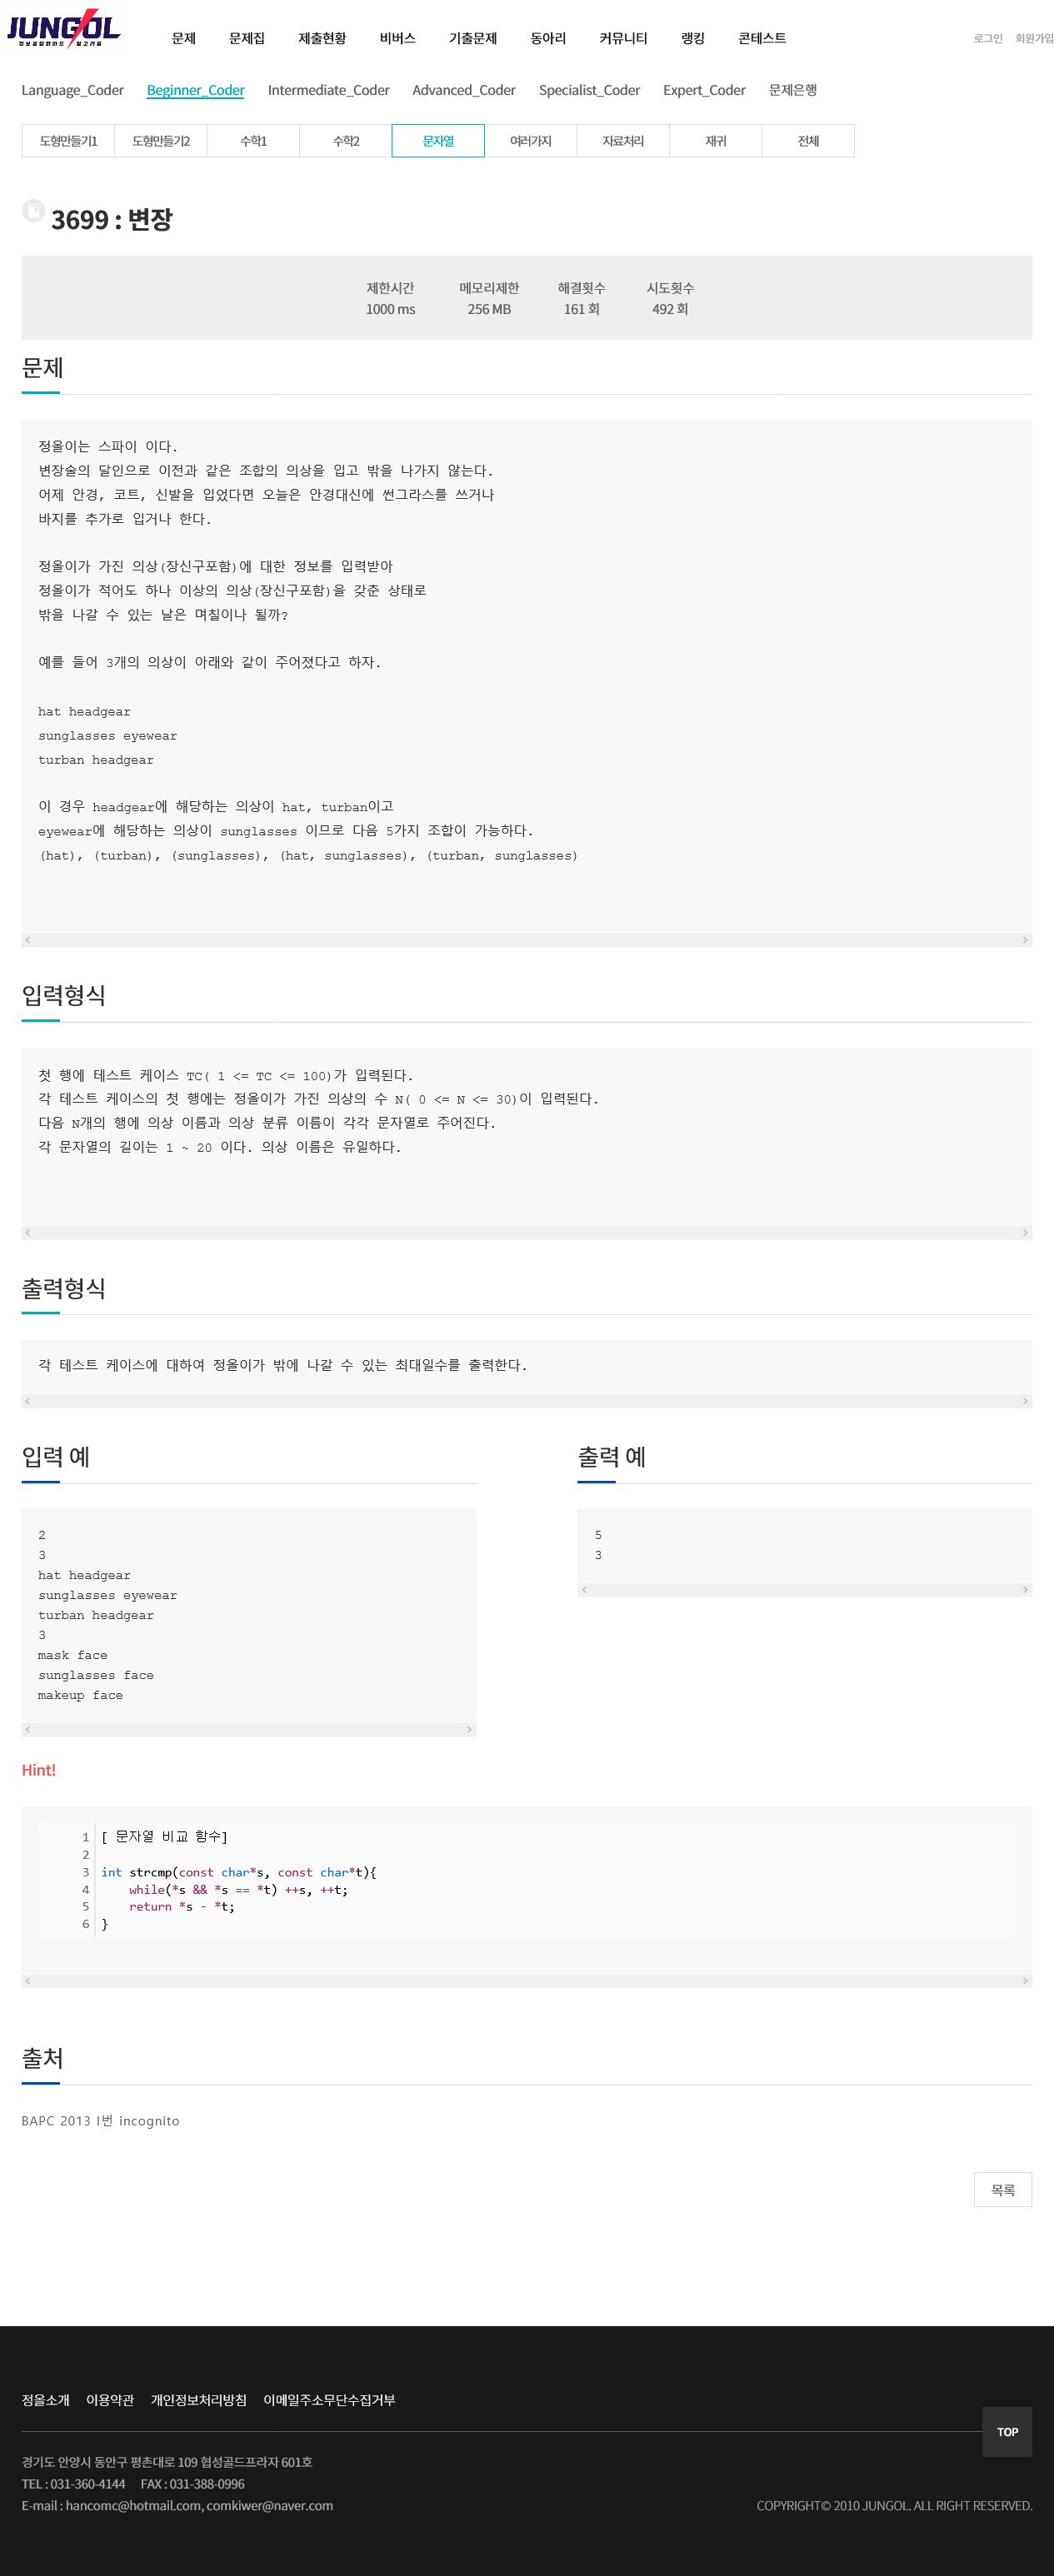 JUNGOL
정보올림피아드 & 알고리즘
문제 문제집 제출현황 비버스 기출문제 동아리 커뮤니티 랭킹 콘테스트 로그인 회원가입
Language_Coder Beginner_Coder Intermediate_Coder Advanced_Coder Specialist_Coder Expert_Coder 문제은행
도형만들기1 도형만들기2 수학1 수학2 문자열 여러가지 자료처리 재귀 전체
3699 : 변장
제한시간 메모리제한 해결횟수 시도횟수
1000 ms 256 MB 161 회 492 회
문제
정올이는 스파이 이다.
변장술의 달인으로 이전과 같은 조합의 의상을 입고 밖을 나가지 않는다.
어제 안경, 코트, 신발을 입었다면 오늘은 안경대신에 썬그라스를 쓰거나
바지를 추가로 입거나 한다.
정올이가 가진 의상(장신구포함)에 대한 정보를 입력받아
정올이가 적어도 하나 이상의 의상(장신구포함)을 갖춘 상태로
밖을 나갈 수 있는 날은 며칠이나 될까?
예를 들어 3개의 의상이 아래와 같이 주어졌다고 하자.
hat headgear
sunglasses eyewear
turban headgear
이 경우 headgear에 해당하는 의상이 hat, turban이고
eyewear에 해당하는 의상이 sunglasses 이므로 다음 5가지 조합이 가능하다.
(hat), (turban), (sunglasses), (hat, sunglasses), (turban, sunglasses)
입력형식
첫 행에 테스트 케이스 TC( 1 <= TC <= 100)가 입력된다.
각 테스트 케이스의 첫 행에는 정올이가 가진 의상의 수 N( 0 <= N <= 30)이 입력된다.
다음 N개의 행에 의상 이름과 의상 분류 이름이 각각 문자열로 주어진다.
각 문자열의 길이는 1 ~ 20 이다. 의상 이름은 유일하다.
출력형식
각 테스트 케이스에 대하여 정올이가 밖에 나갈 수 있는 최대일수를 출력한다.
입력 예
2
3
hat headgear
sunglasses eyewear
turban headgear
3
mask face
sunglasses face
makeup face
출력 예
5
3
Hint!
1 [ 문자열 비교 함수]
2
3 int strcmp(const char*s, const char*t){
4 while(*s && *s == *t) ++s, ++t;
5 return *s - *t;
6 }
출처
BAPC 2013 I번 incognito
목록
정올소개 이용약관 개인정보처리방침 이메일주소무단수집거부
TOP
경기도 안양시 동안구 평촌대로 109 협성골드프라자 601호
TEL : 031-360-4144 FAX : 031-388-0996
E-mail : hancomc@hotmail.com, comkiwer@naver.com
COPYRIGHT© 2010 JUNGOL. ALL RIGHT RESERVED.